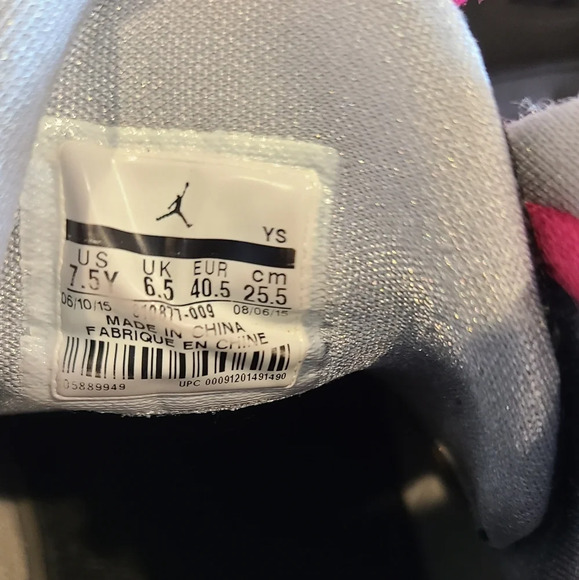 YS
US UK EUR cm
7.5Y 6.5 40.5 25.5
06/10/15 08/06/15
MADE IN CHINA
FABRIQUE EN CHINE
05889949 UPC 00091201491490